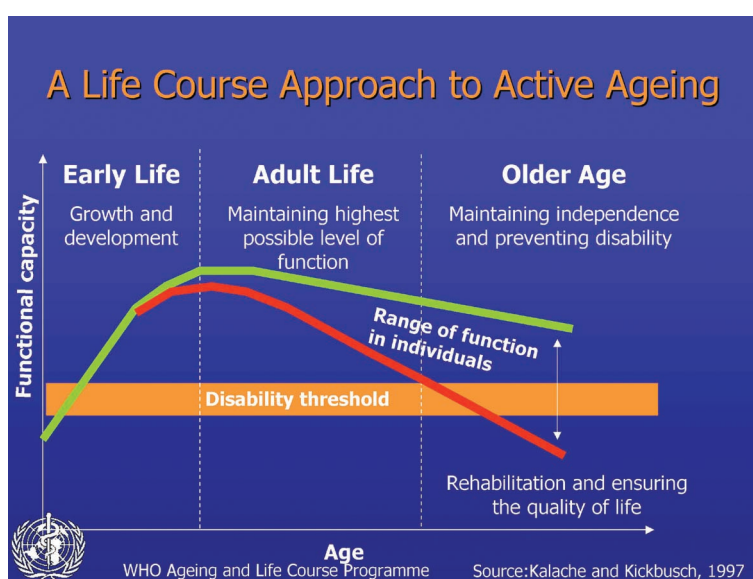 A Life Course Approach to Active Ageing
Early Life
Growth and
development
Adult Life
Maintaining highest
possible level of
function
Older Age
Maintaining independence
and preventing disability
Functional capacity
Range of function
in individuals
Disability threshold
Rehabilitation and ensuring
the quality of life
Age
WHO Ageing and Life Course Programme
Source:Kalache and Kickbusch, 1997